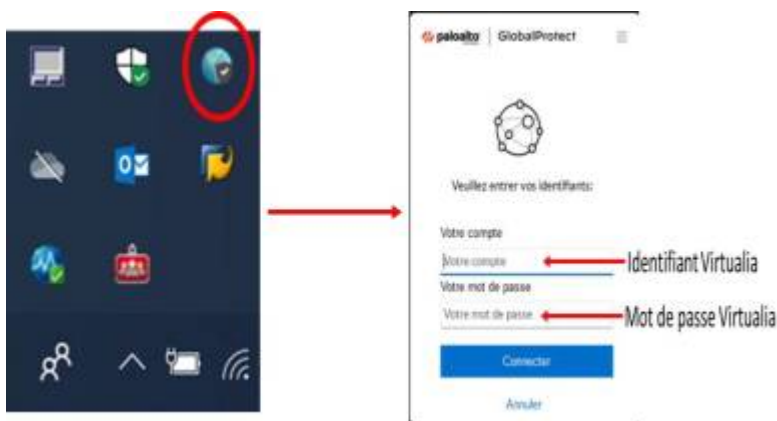 paloalto | GlobalProtect
Veuillez entrer vos identifiants:
Votre compte
Votre compte
Identifiant Virtualia
Votre mot de passe
Votre mot de passe
Mot de passe Virtualia
Connecter
Annuler